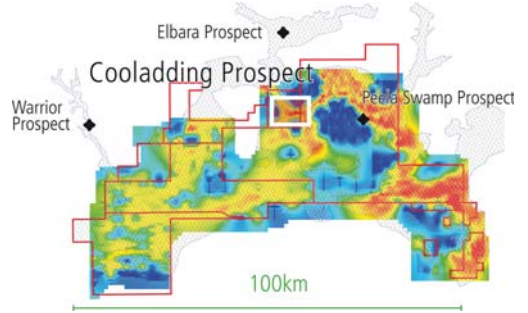 Elbara Prospect
Cooladding Prospect
Warrior
Prospect
Peela Swamp Prospect
100km